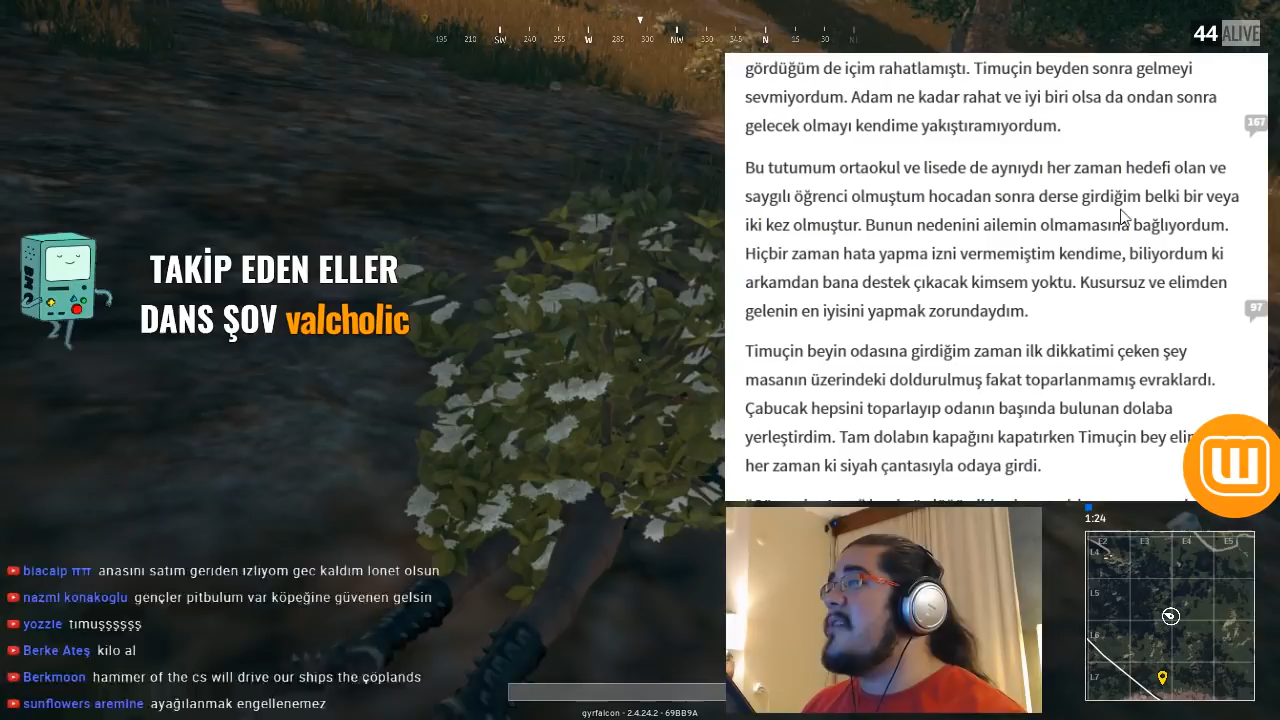 195 210 SW 240 255 W 285 300 NW 330 345 N 15 30
44 ALIVE
gördüğüm de içim rahatlamıştı. Timuçin beyden sonra gelmeyi
sevmiyordum. Adam ne kadar rahat ve iyi biri olsa da ondan sonra
gelecek olmayı kendime yakıştıramıyordum.
167
Bu tutumum ortaokul ve lisede de aynıydı her zaman hedefi olan ve
saygılı öğrenci olmuştum hocadan sonra derse girdiğim belki bir veya
iki kez olmuştur. Bunun nedenini ailemin olmamasına bağlıyordum.
Hiçbir zaman hata yapma izni vermemiştim kendime, biliyordum ki
arkamdan bana destek çıkacak kimsem yoktu. Kusursuz ve elimden
gelenin en iyisini yapmak zorundaydım.
97
Timuçin beyin odasına girdiğim zaman ilk dikkatimi çeken şey
masanın üzerindeki doldurulmuş fakat toparlanmamış evraklardı.
Çabucak hepsini toparlayıp odanın başında bulunan dolaba
yerleştirdim. Tam dolabın kapağını kapatırken Timuçin bey
her zaman ki siyah çantasıyla odaya girdi.
TAKİP EDEN ELLER
DANS ŞOV valcholic
BMO
biacaip ππ anasını satım geriden ızlıyom gec kaldım lonet olsun
nazmi konakoglu gençler pitbulum var köpeğine güvenen gelsin
yozzie tımuşşşşşş
Berke Ateş kilo al
Berkmoon hammer of the cs will drive our ships the çöplands
sunflowers aremine ayağılanmak engellenemez
gyrfalcon - 2.4.24.2 - 69BB9A
1:24
E2 E3 E4 E5
L4
L5
L6
L7